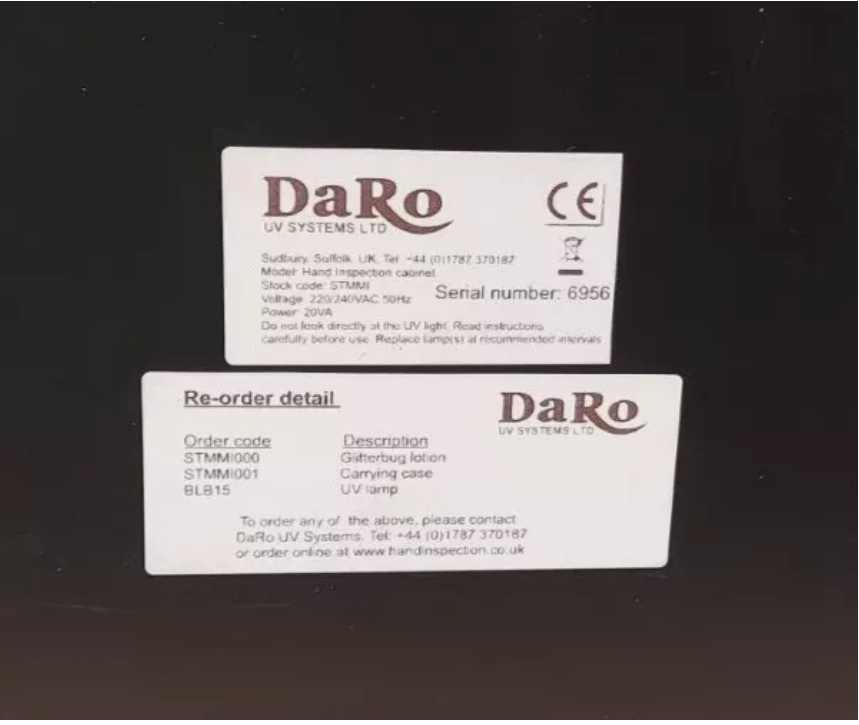 DaRo
UV SYSTEMS LTD
CE
Sudbury, Suffolk. UK. Tel: +44 (0)1787 370187
Model: Hand Inspection cabinet
Stock code: STMMI
Voltage: 220/240VAC 50Hz
Serial number: 6956
Power: 20VA
Do not look directly at the UV light. Read instructions
carefully before use. Replace lamp(s) at recommended intervals
Re-order detail
DaRo
UV SYSTEMS LTD
Order code Description
STMMI000 Glitterbug lotion
STMMI001 Carrying case
BLB15 UV lamp
To order any of the above, please contact
DaRo UV Systems. Tel: +44 (0)1787 370187
or order online at www.handinspection.co.uk